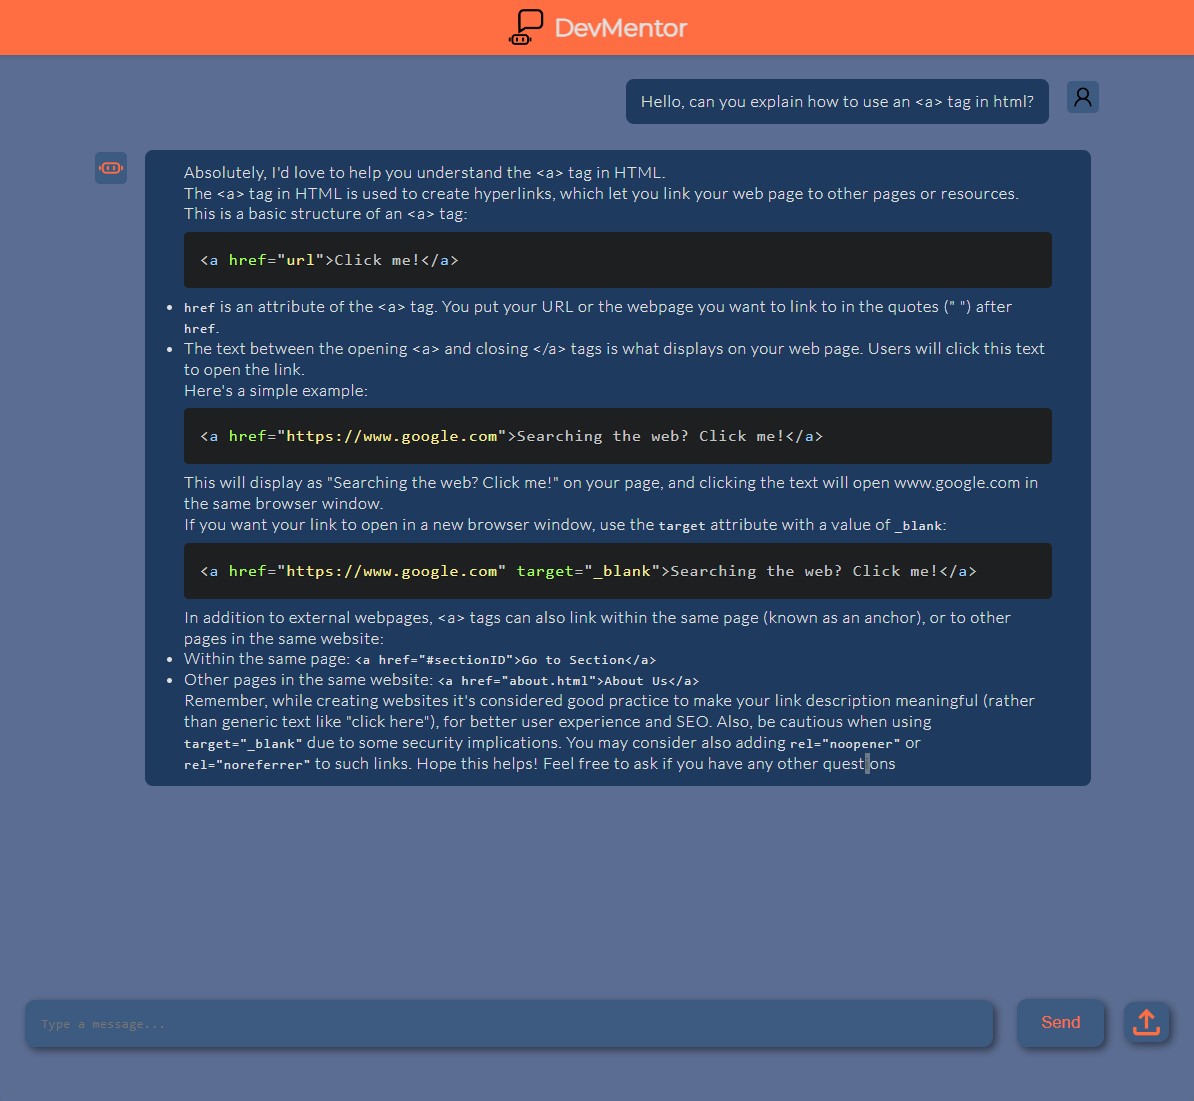 DevMentor
Hello, can you explain how to use an <a> tag in html?
Absolutely, I'd love to help you understand the <a> tag in HTML.
The <a> tag in HTML is used to create hyperlinks, which let you link your web page to other pages or resources.
This is a basic structure of an <a> tag:
<a href="url">Click me!</a>
• href is an attribute of the <a> tag. You put your URL or the webpage you want to link to in the quotes (" ") after
href.
• The text between the opening <a> and closing </a> tags is what displays on your web page. Users will click this text
to open the link.
Here's a simple example:
<a href="https://www.google.com">Searching the web? Click me!</a>
This will display as "Searching the web? Click me!" on your page, and clicking the text will open www.google.com in
the same browser window.
If you want your link to open in a new browser window, use the target attribute with a value of _blank:
<a href="https://www.google.com" target="_blank">Searching the web? Click me!</a>
In addition to external webpages, <a> tags can also link within the same page (known as an anchor), or to other
pages in the same website:
• Within the same page: <a href="#sectionID">Go to Section</a>
• Other pages in the same website: <a href="about.html">About Us</a>
Remember, while creating websites it's considered good practice to make your link description meaningful (rather
than generic text like "click here"), for better user experience and SEO. Also, be cautious when using
target="_blank" due to some security implications. You may consider also adding rel="noopener" or
rel="noreferrer" to such links. Hope this helps! Feel free to ask if you have any other questions
Type a message...
Send